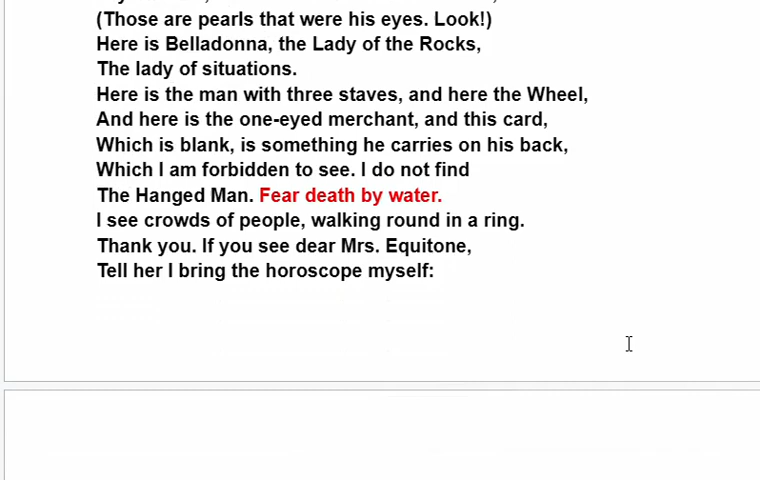 (Those are pearls that were his eyes. Look!)
Here is Belladonna, the Lady of the Rocks,
The lady of situations.
Here is the man with three staves, and here the Wheel,
And here is the one-eyed merchant, and this card,
Which is blank, is something he carries on his back,
Which I am forbidden to see. I do not find
The Hanged Man. Fear death by water.
I see crowds of people, walking round in a ring.
Thank you. If you see dear Mrs. Equitone,
Tell her I bring the horoscope myself: